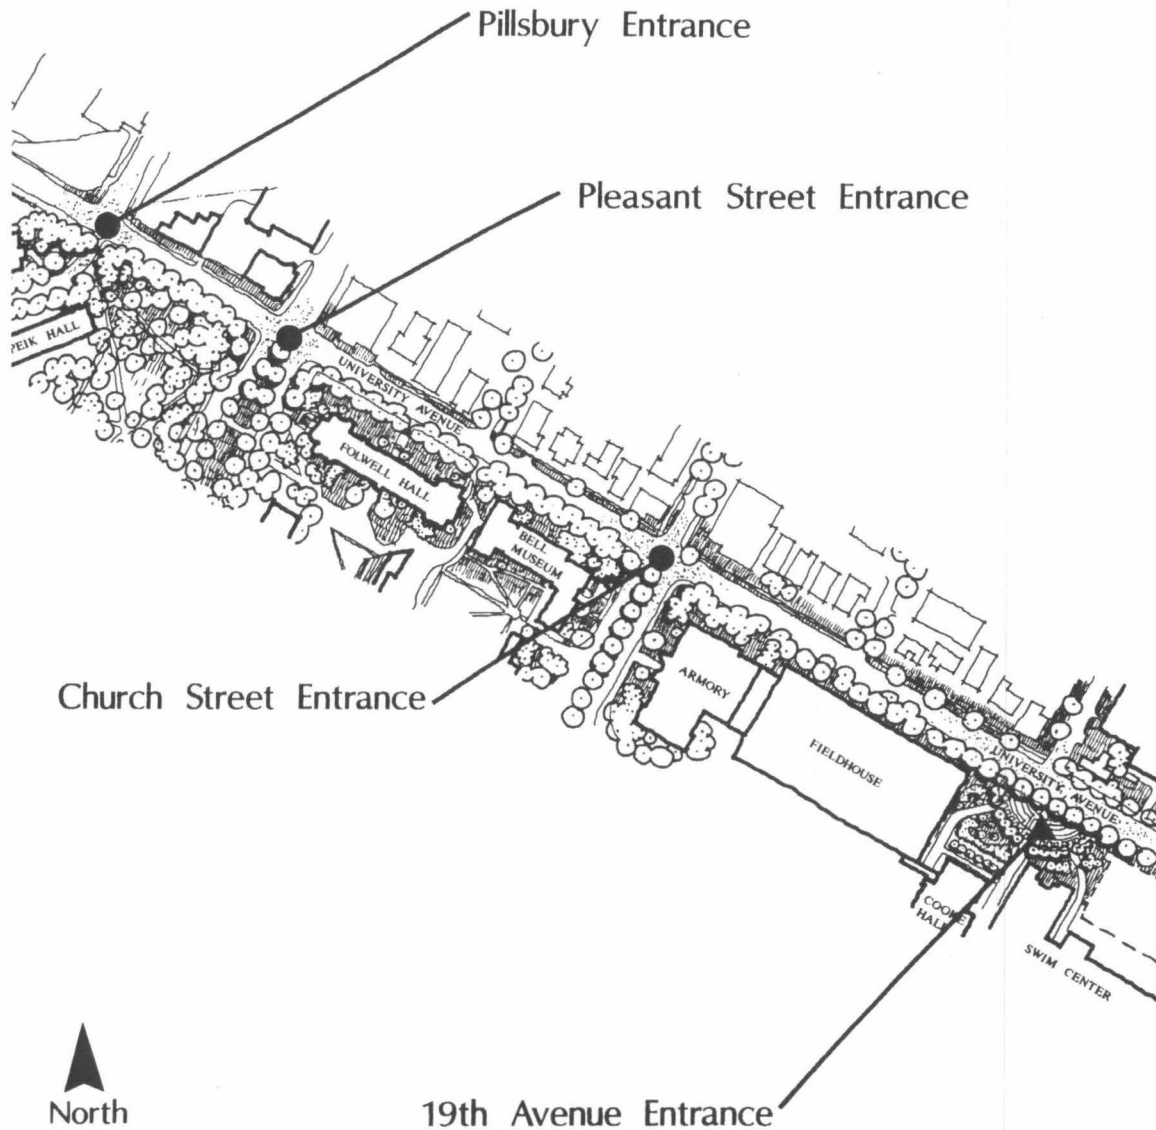 Pillsbury Entrance
Pleasant Street Entrance
PEIK HALL
UNIVERSITY AVENUE
FOLWELL HALL
BELL
MUSEUM
Church Street Entrance
ARMORY
FIELDHOUSE
UNIVERSITY AVENUE
COOKE
HALL
SWIM CENTER
North
19th Avenue Entrance